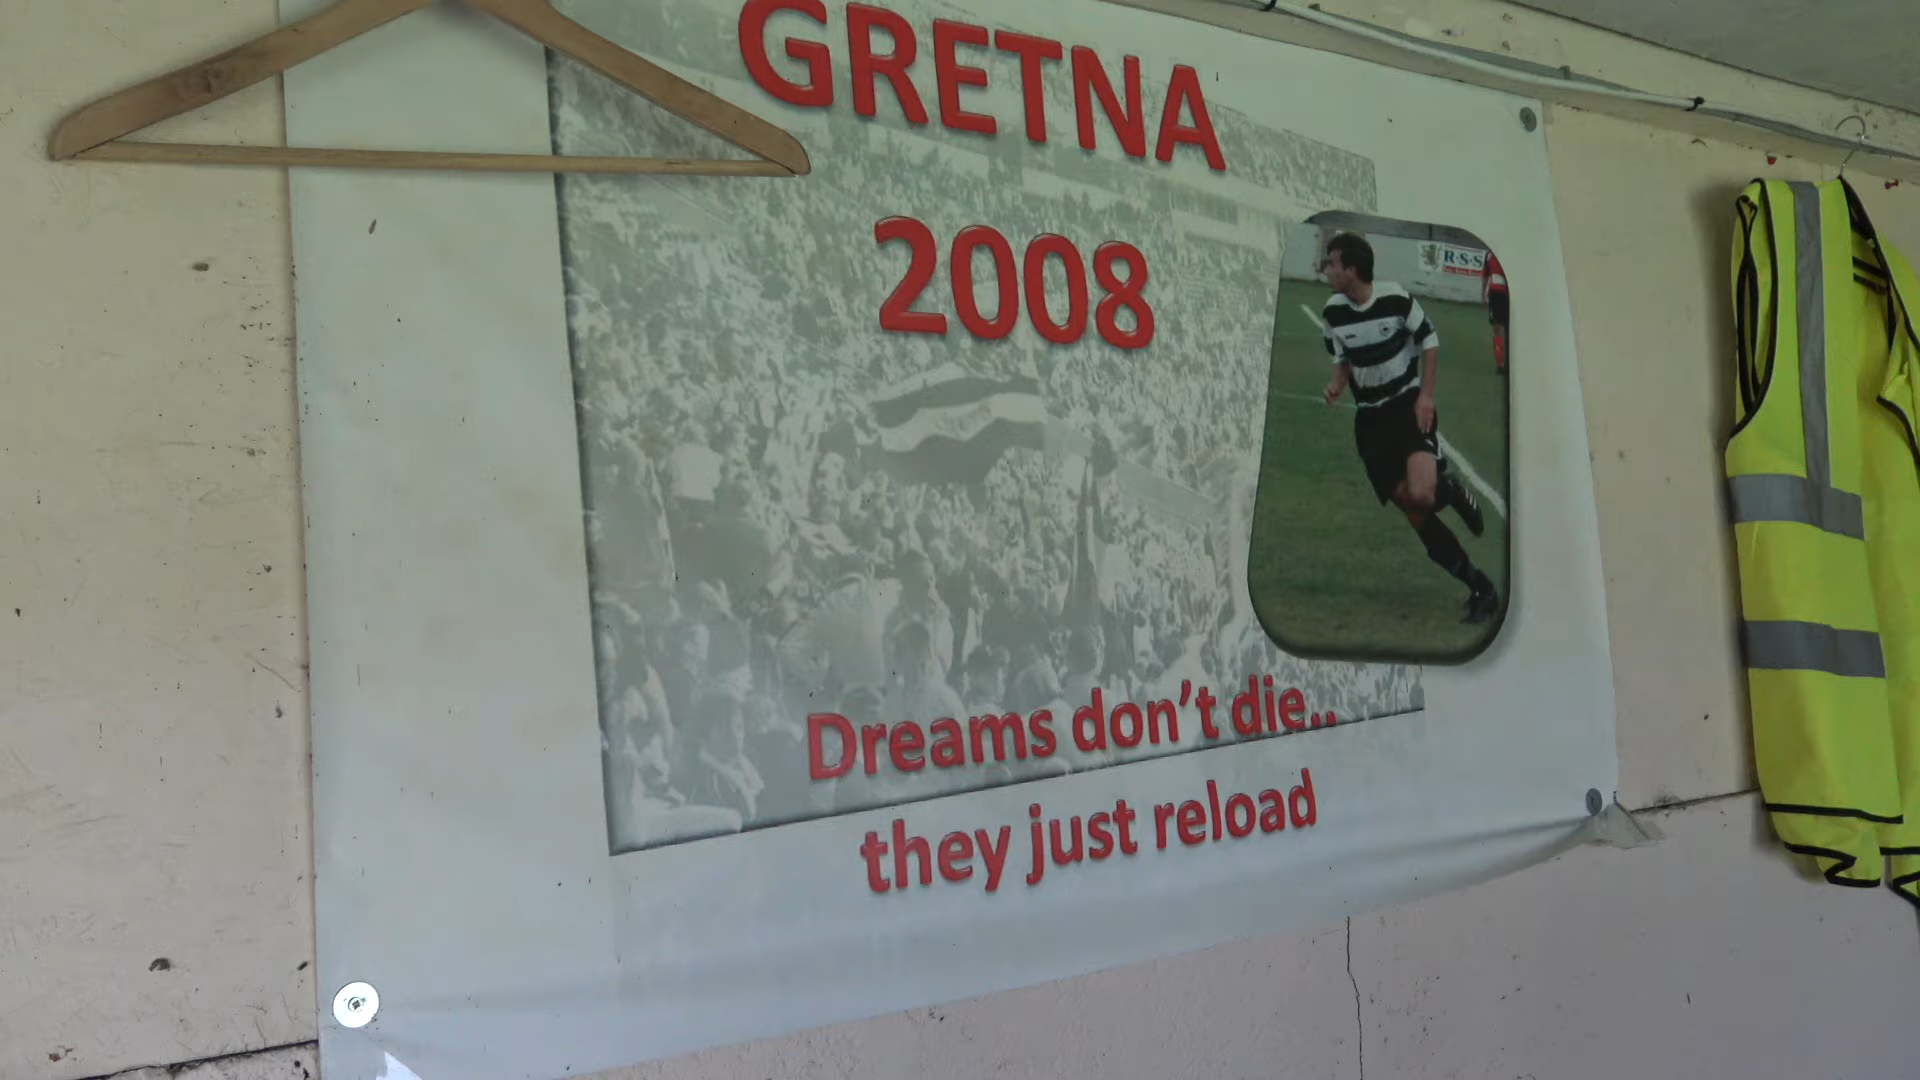 GRETNA
2008
R·S·S
Dreams don't die..
they just reload